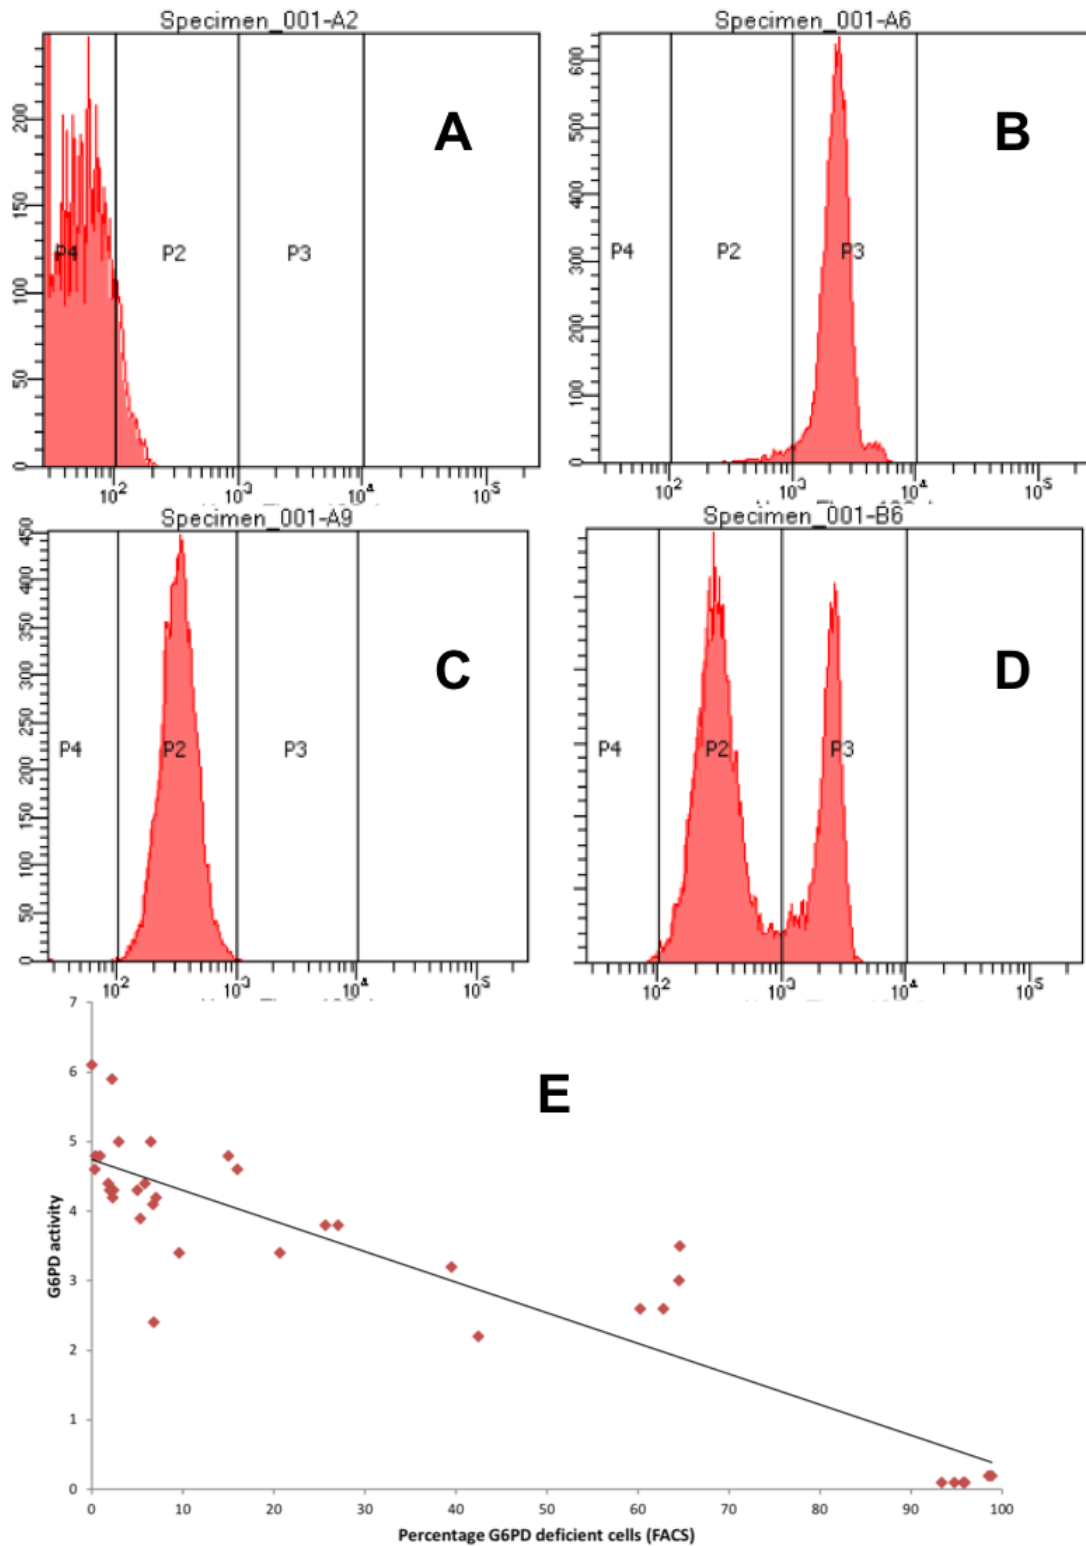 Specimen_001-A2
A
P4
P2
P3
0
50
100
150
200
10²
10³
10⁴
10⁵
Specimen_001-A6
B
P4
P2
P3
0
100
200
300
400
500
600
10²
10³
10⁴
10⁵
Specimen_001-A9
C
P4
P2
P3
0
50
100
150
200
250
300
350
400
450
10²
10³
10⁴
10⁵
Specimen_001-B6
D
P4
P2
P3
10²
10³
10⁴
10⁵
E
G6PD activity
7
6
5
4
3
2
1
0
0 10 20 30 40 50 60 70 80 90 100
Percentage G6PD deficient cells (FACS)